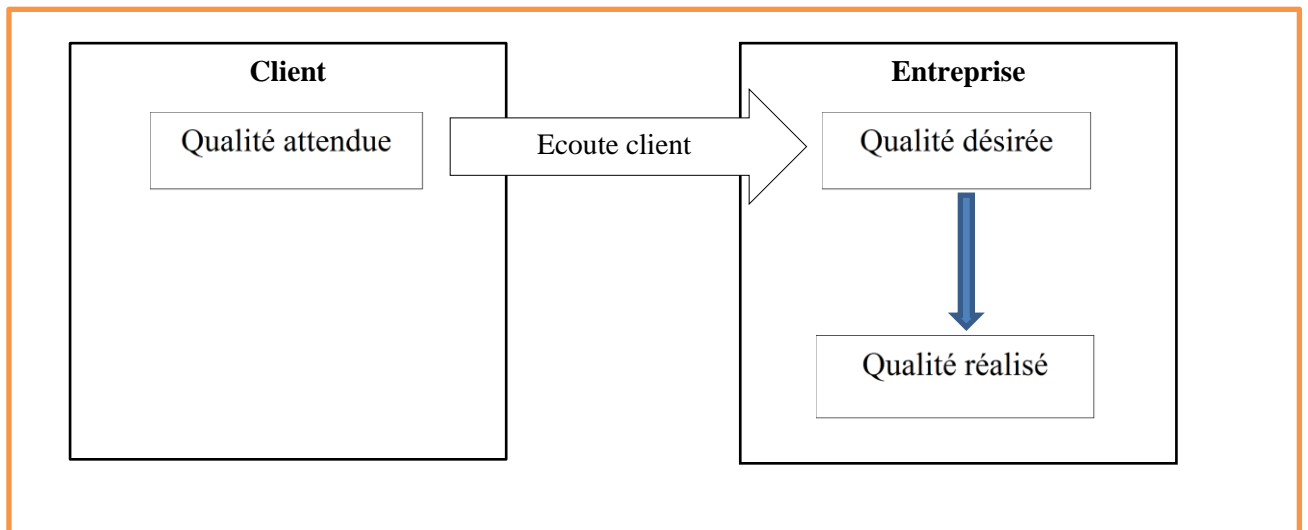 Client
Entreprise
Qualité attendue
Ecoute client
Qualité désirée
Qualité réalisé